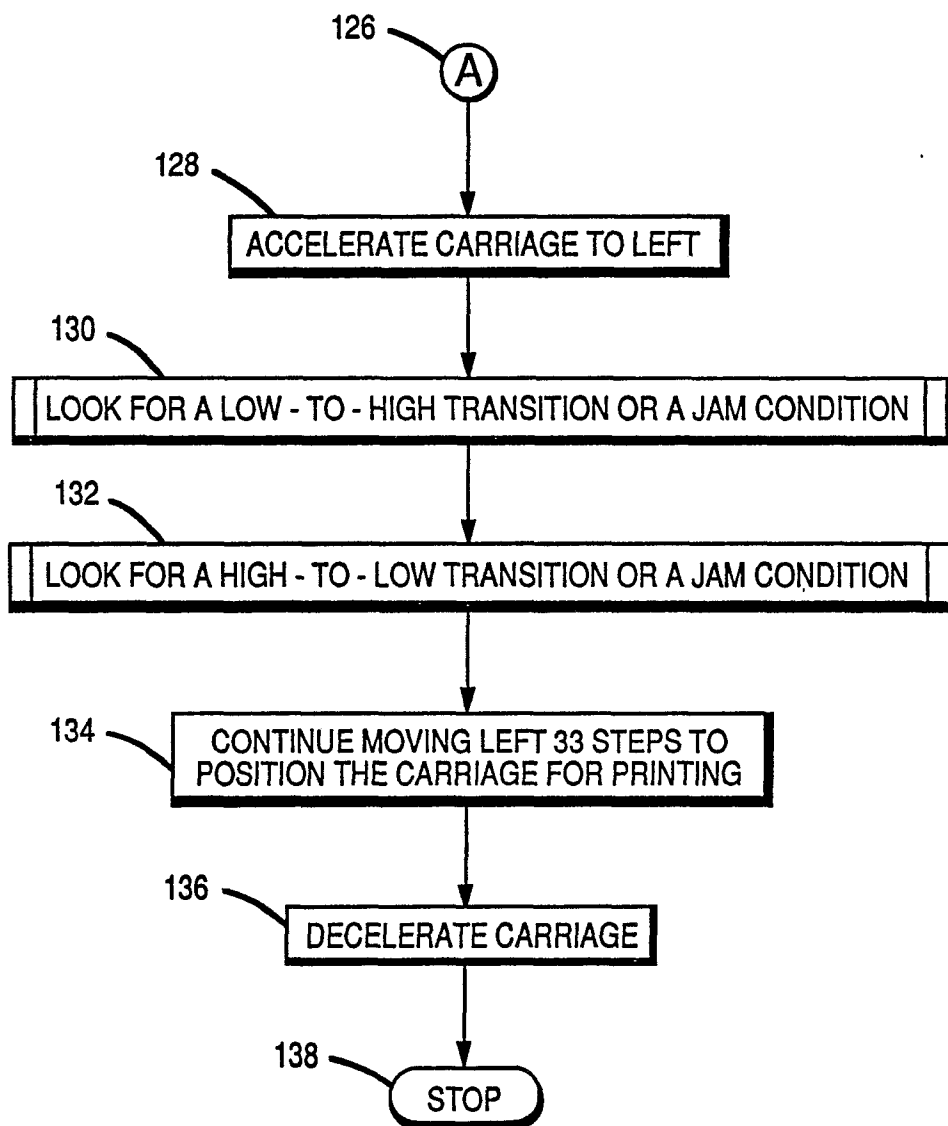 126
A
128
ACCELERATE CARRIAGE TO LEFT
130
LOOK FOR A LOW - TO - HIGH TRANSITION OR A JAM CONDITION
132
LOOK FOR A HIGH - TO - LOW TRANSITION OR A JAM CONDITION
134
CONTINUE MOVING LEFT 33 STEPS TO
POSITION THE CARRIAGE FOR PRINTING
136
DECELERATE CARRIAGE
138
STOP